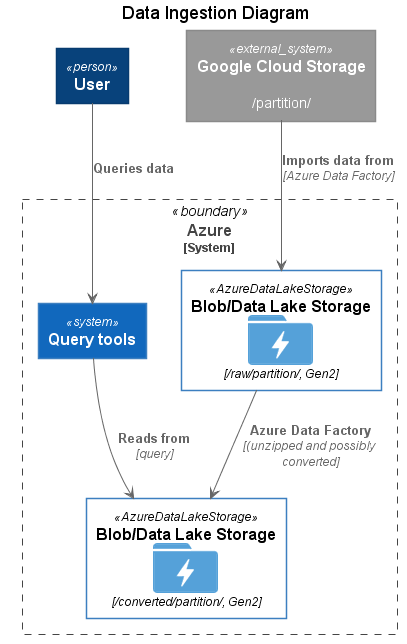 Data Ingestion Diagram
«person»
User
«external_system»
Google Cloud Storage
/partition/
Queries data
Imports data from
[Azure Data Factory]
«boundary»
Azure
[System]
«AzureDataLakeStorage»
Blob/Data Lake Storage
[/raw/partition/, Gen2]
«system»
Query tools
Reads from
[query]
Azure Data Factory
[(unzipped and possibly
converted]
«AzureDataLakeStorage»
Blob/Data Lake Storage
[/converted/partition/, Gen2]